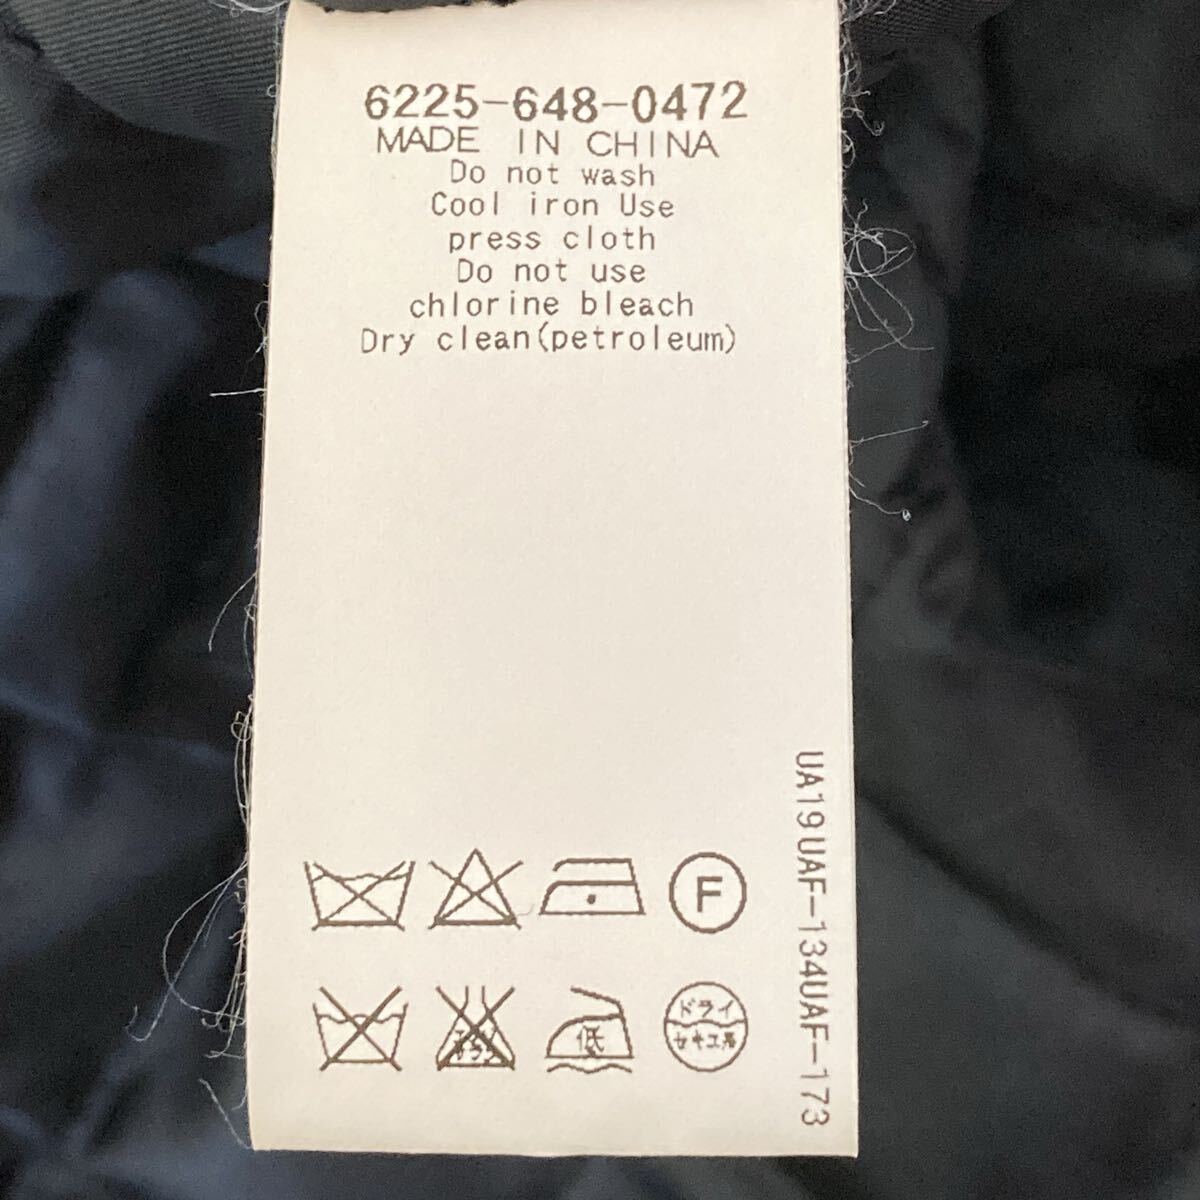 6225-648-0472
MADE IN CHINA
Do not wash
Cool iron Use
press cloth
Do not use
chlorine bleach
Dry clean(petroleum)
F
低
ドライ
セキユ系
UA19UAF-134UAF-173